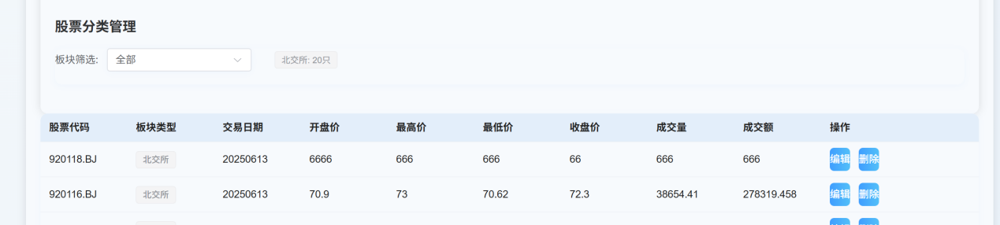 股票分类管理
板块筛选: 全部 北交所: 20只
股票代码 板块类型 交易日期 开盘价 最高价 最低价 收盘价 成交量 成交额 操作
920118.BJ 北交所 20250613 6666 666 666 66 666 666 编辑 删除
920116.BJ 北交所 20250613 70.9 73 70.62 72.3 38654.41 278319.458 编辑 删除